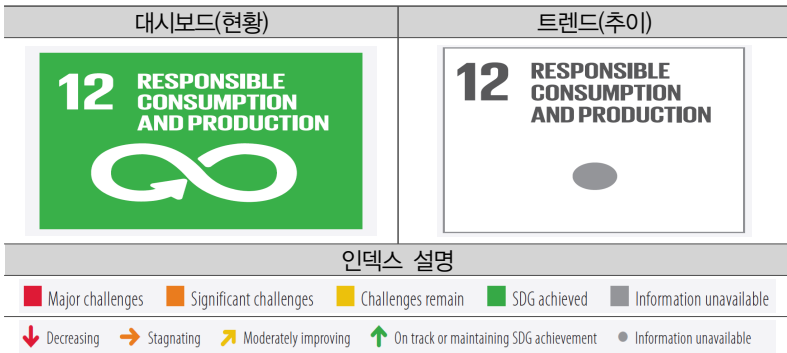 대시보드(현황)
트렌드(추이)
12 RESPONSIBLE
CONSUMPTION
AND PRODUCTION
12 RESPONSIBLE
CONSUMPTION
AND PRODUCTION
인덱스 설명
Major challenges Significant challenges Challenges remain SDG achieved Information unavailable
Decreasing Stagnating Moderately improving On track or maintaining SDG achievement Information unavailable